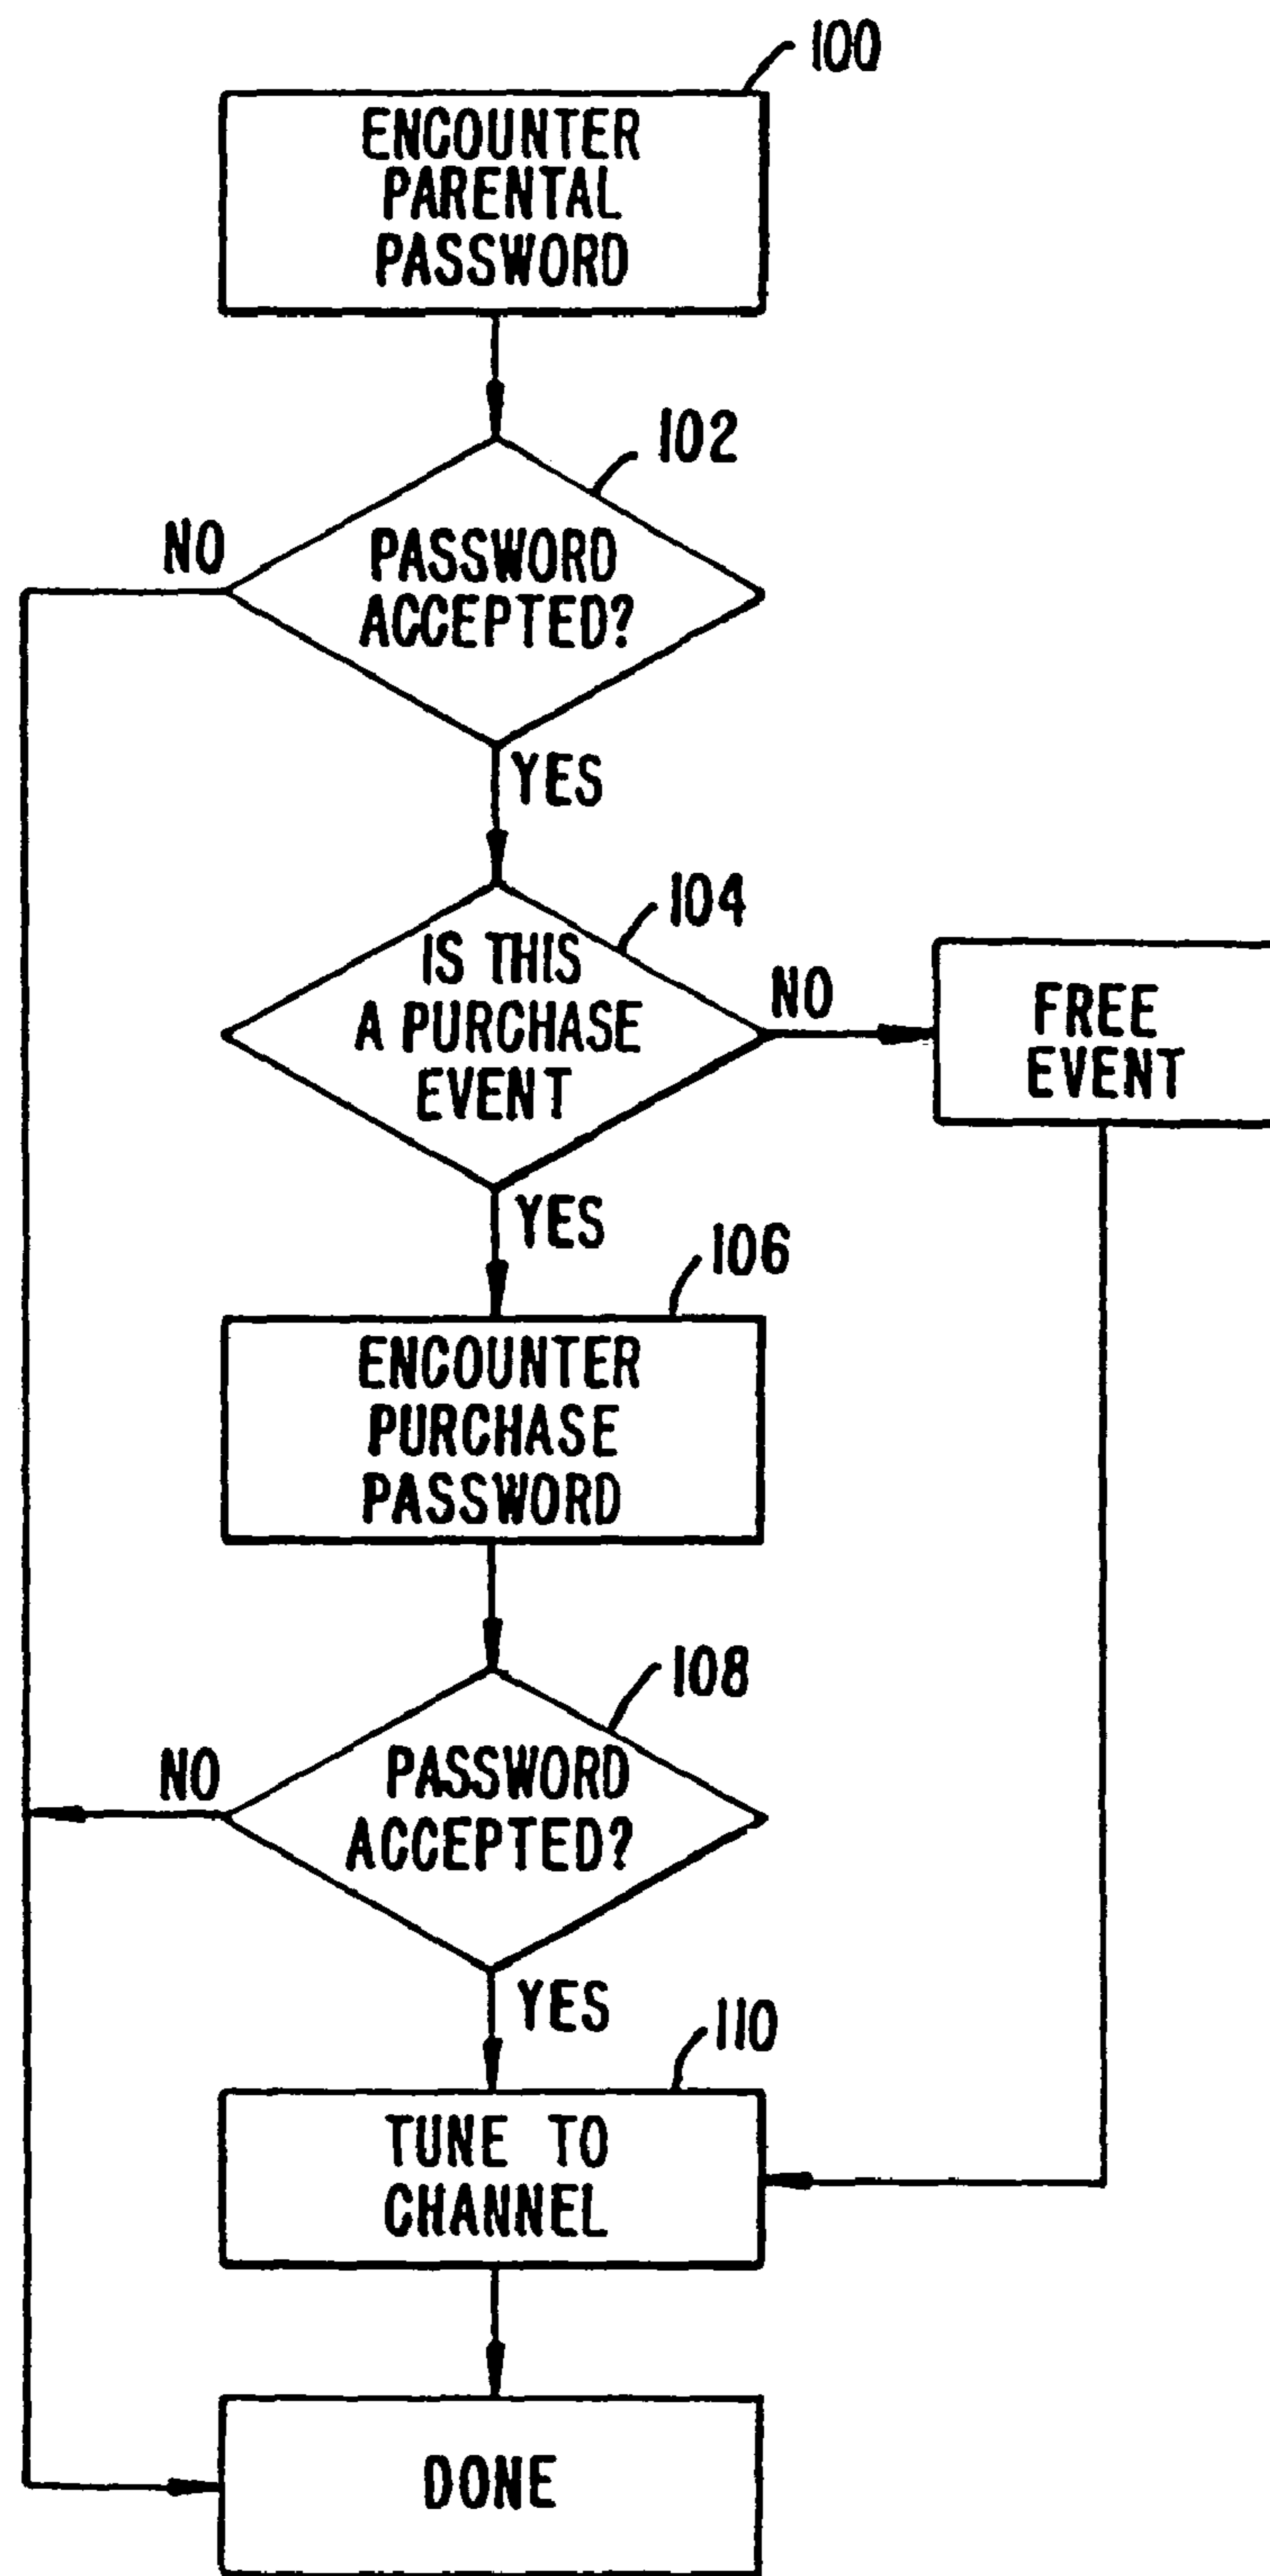 100
ENCOUNTER
PARENTAL
PASSWORD
102
NO
PASSWORD
ACCEPTED?
YES
104
IS THIS
A PURCHASE
EVENT
NO
FREE
EVENT
YES
106
ENCOUNTER
PURCHASE
PASSWORD
108
NO
PASSWORD
ACCEPTED?
YES
110
TUNE TO
CHANNEL
DONE